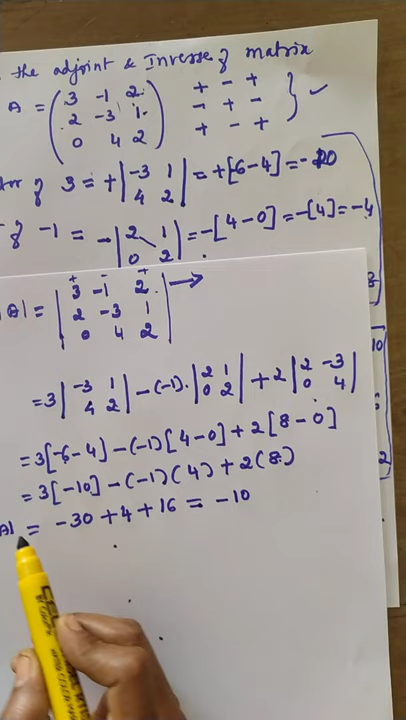 the adjoint & Inverse of matrix
A = ( 3 -1 2 + - +
2 -3 1 - + - } ✓
0 4 2 ) + - +
of 3 = + | -3 1 | = + [-6-4] = -10
4 2
of -1 = - | 2 1 | = -[4-0] = -[4] = -4
0 2
+ - +
|A| = | 3 -1 2 | →
2 -3 1
0 4 2
= 3 | -3 1 | - (-1). | 2 1 | + 2 | 2 -3 |
4 2 0 2 0 4
= 3[-6-4] - (-1)[4-0] + 2[8-0]
= 3[-10] - (-1)(4) + 2(8)
A| = -30 + 4 + 16 = -10